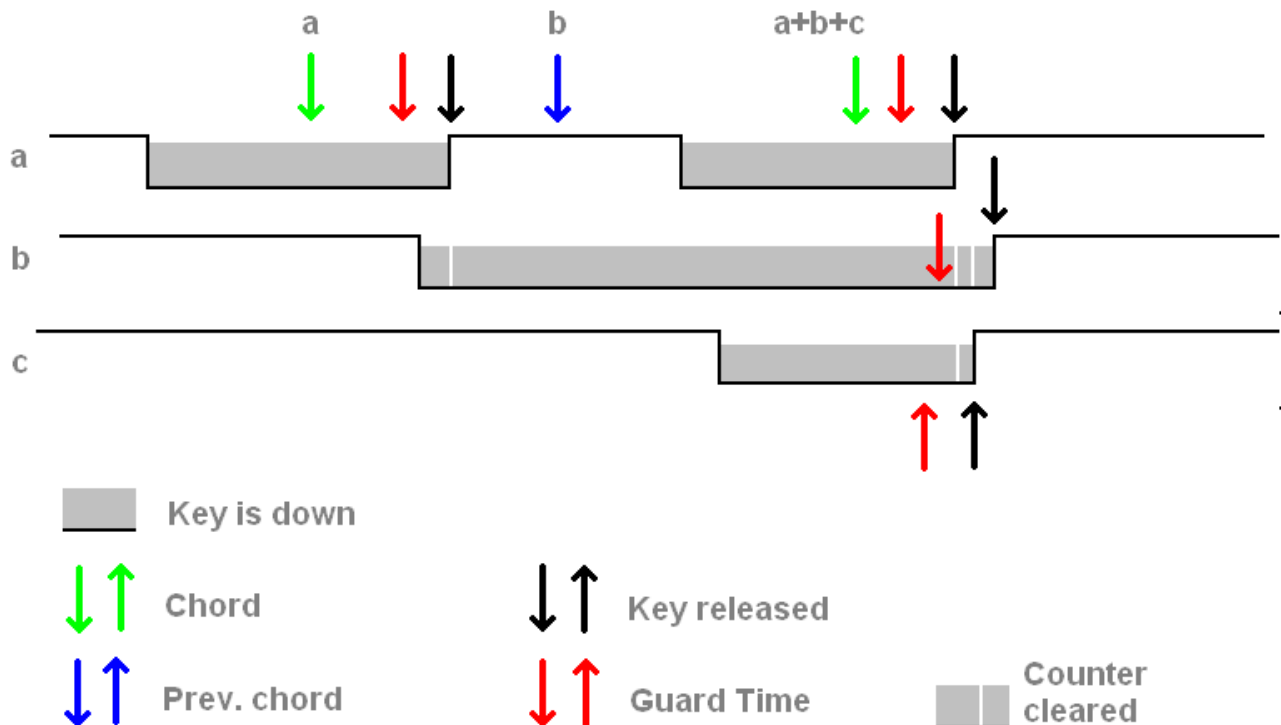 a b a+b+c
a
b
c
Key is down
Chord
Key released
Prev. chord
Guard Time
Counter
cleared